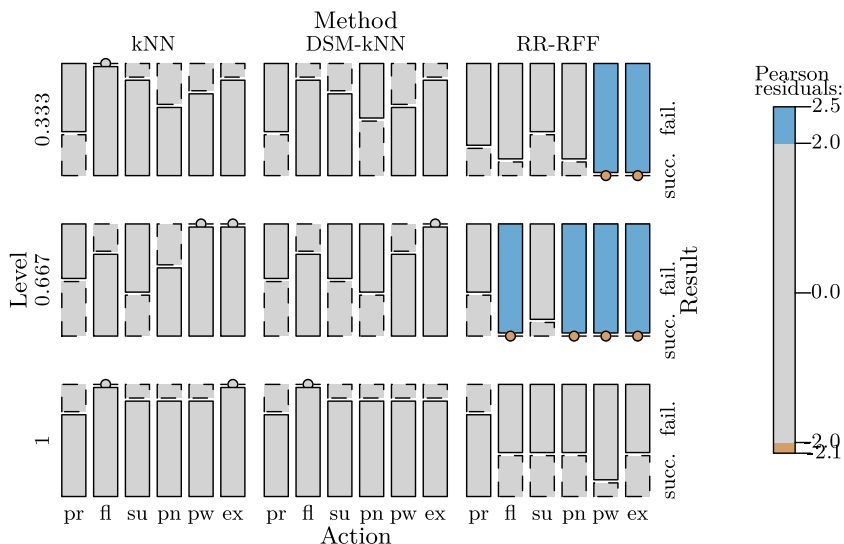 Method
kNN DSM-kNN RR-RFF
Pearson
residuals:
2.5
2.0
0.0
-2.0
-2.1
Level
0.333
0.667
1
fail.
succ.
fail.
succ.
fail.
succ.
Result
pr fl su pn pw ex pr fl su pn pw ex pr fl su pn pw ex
Action